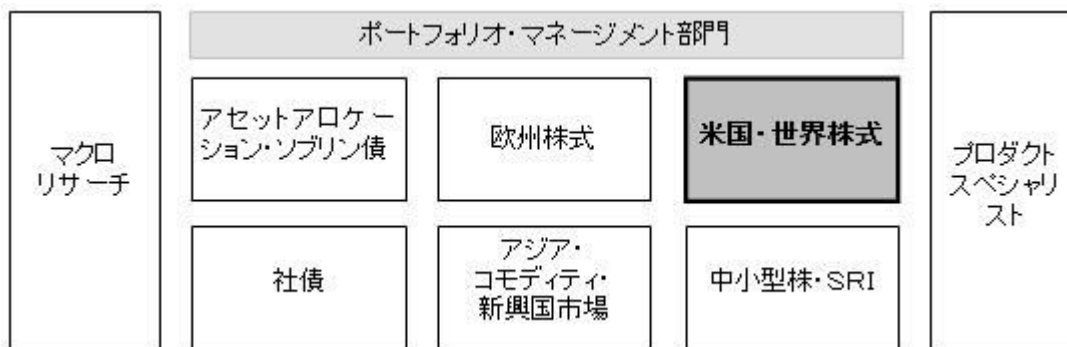 ポートフォリオ・マネージメント部門
マクロ
リサーチ
アセットアロケー
ション・ソブリン債
欧州株式
米国・世界株式
社債
アジア・
コモディティ・
新興国市場
中小型株・SRI
プロダクト
スペシャリ
スト